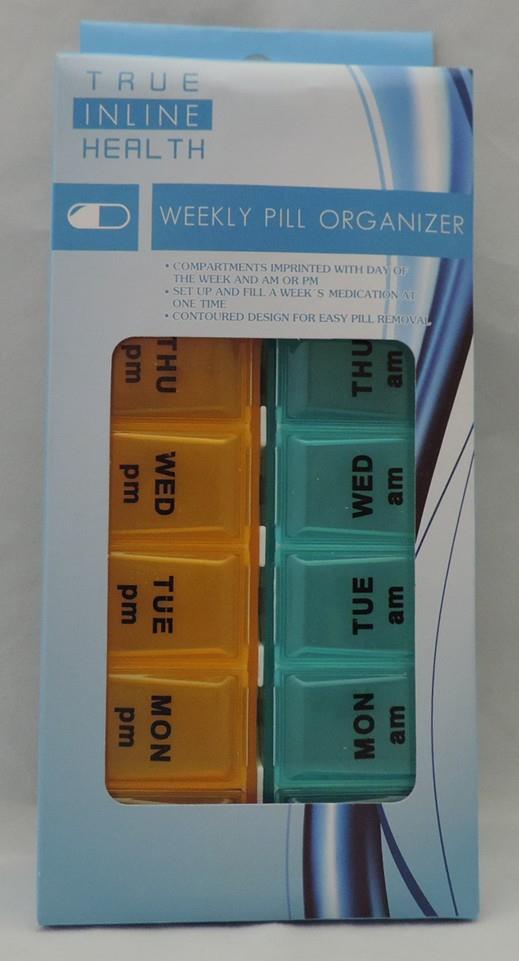 TRUE
INLINE
HEALTH
WEEKLY PILL ORGANIZER
• COMPARTMENTS IMPRINTED WITH DAY OF
THE WEEK AND AM OR PM
• SET UP AND FILL A WEEK'S MEDICATION AT
ONE TIME
• CONTOURED DESIGN FOR EASY PILL REMOVAL
THU
pm
THU
am
WED
pm
WED
am
TUE
pm
TUE
am
MON
pm
MON
am